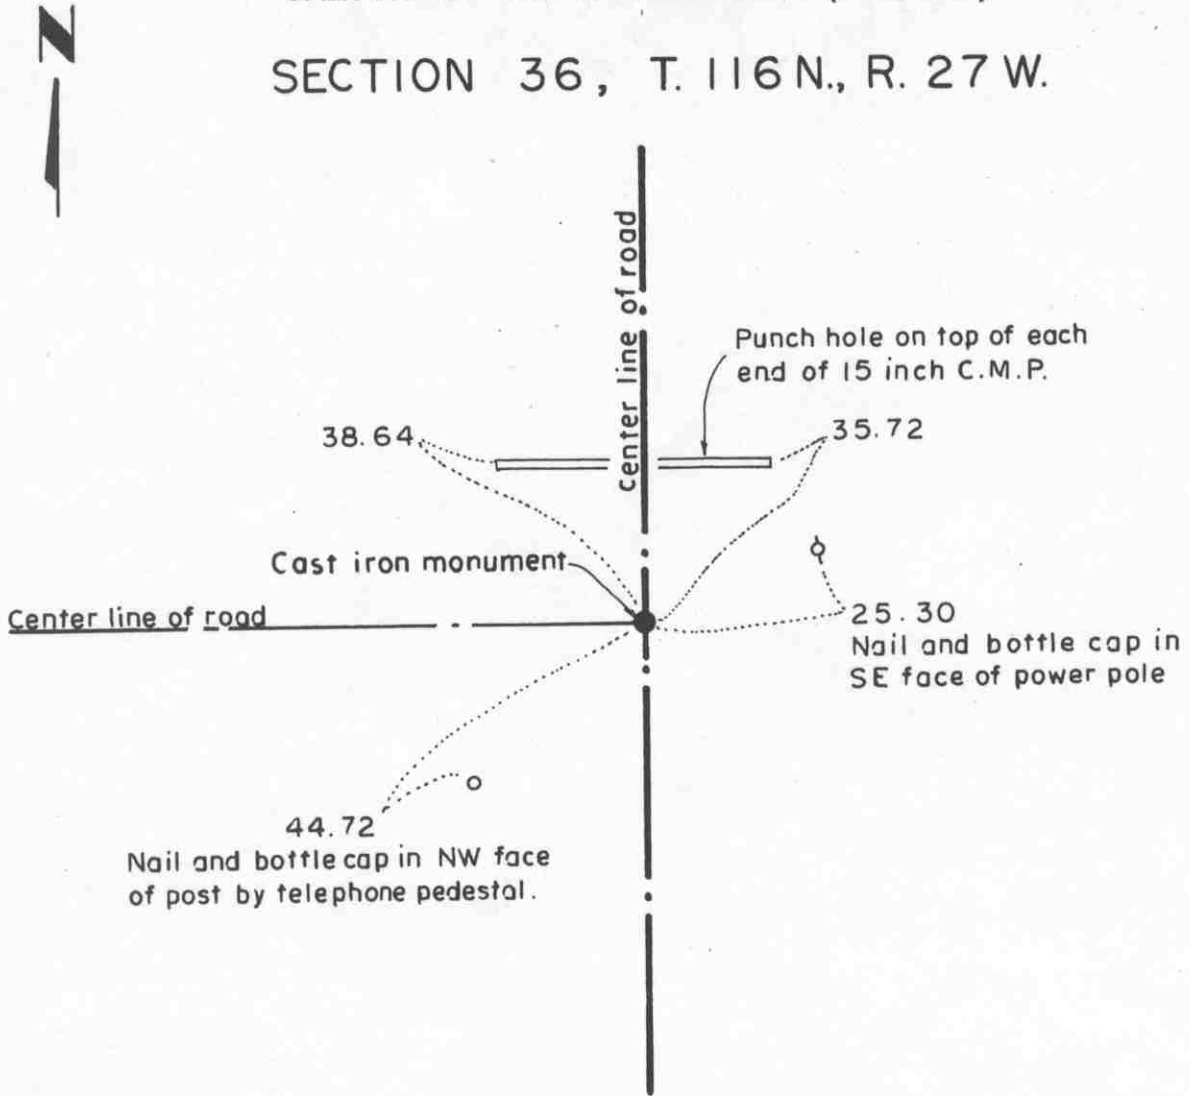 N
SECTION 36, T. 116 N., R. 27 W.
center line of road
Punch hole on top of each
end of 15 inch C.M.P.
38.64
35.72
Cast iron monument
Center line of road
25.30
Nail and bottle cap in
SE face of power pole
44.72
Nail and bottle cap in NW face
of post by telephone pedestal.